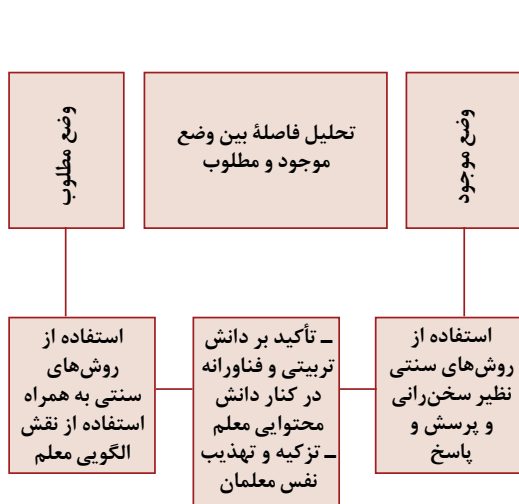 وضع موجود
تحلیل فاصلهٔ بین وضع
موجود و مطلوب
وضع مطلوب
استفاده از
روش‌های سنتی
نظیر سخن‌رانی
و پرسش و
پاسخ
ـ تأکید بر دانش
تربیتی و فناورانه
در کنار دانش
محتوایی معلم
ـ تزکیه و تهذیب
نفس معلمان
استفاده از
روش‌های
سنتی به همراه
استفاده از نقش
الگویی معلم